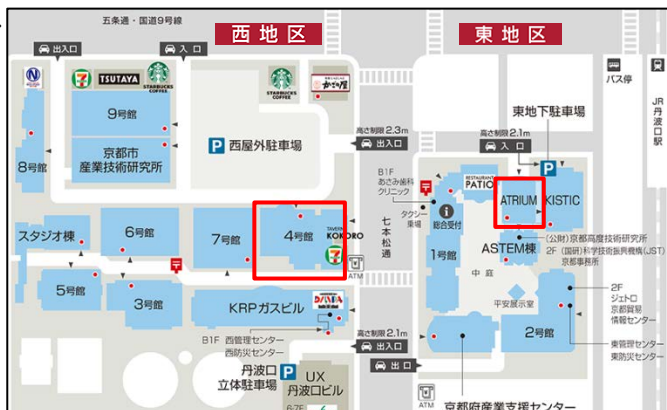 五条通・国道9号線
西地区
東地区
出入口
入口
TSUTAYA
STARBUCKS
COFFEE
STARBUCKS
COFFEE
かごの屋
バス停
JR丹波口駅
9号館
京都市
産業技術研究所
8号館
P 西屋外駐車場
高さ制限2.3m
出入口
東地下駐車場
高さ制限2.1m
入口
P
B1F
あさみ歯科
クリニック
RESTAURANT
PATIO
ATRIUM
KISTIC
タクシー
乗場
総合受付
(公財)京都高度技術研究所
2F (国研)科学技術振興機構(JST)
京都事務所
ASTEM棟
七本松通
スタジオ棟
6号館
7号館
4号館
TAVERN
KOKORO
ATM
1号館
中庭
5号館
3号館
KRPガスビル
平安展示室
2F
ジェトロ
京都貿易
情報センター
2号館
B1F 西管理センター
西防災センター
高さ制限2.1m
出入口
出口
東管理センター
東防災センター
丹波口
立体駐車場
P
UX
丹波口ビル
6-7F
ATM
京都府産業支援センター